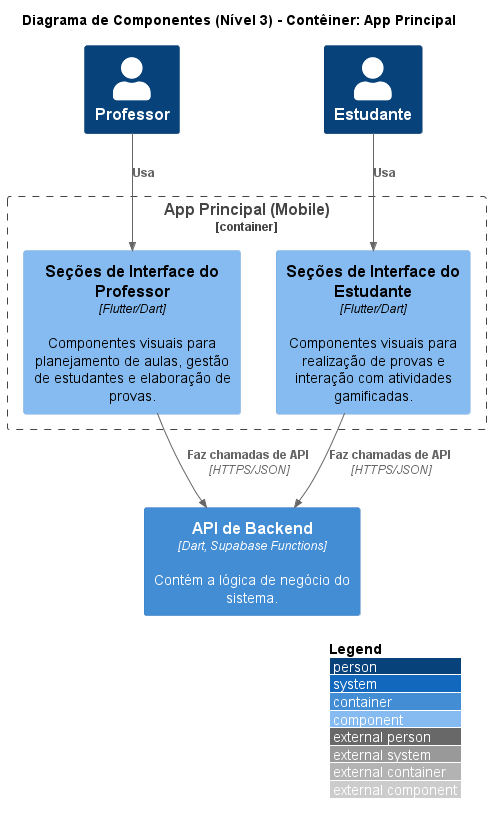 Diagrama de Componentes (Nível 3) - Contêiner: App Principal
Professor
Estudante
Usa
Usa
App Principal (Mobile)
[container]
Seções de Interface do
Professor
[Flutter/Dart]
Componentes visuais para
planejamento de aulas, gestão
de estudantes e elaboração de
provas.
Seções de Interface do
Estudante
[Flutter/Dart]
Componentes visuais para
realização de provas e
interação com atividades
gamificadas.
Faz chamadas de API
[HTTPS/JSON]
Faz chamadas de API
[HTTPS/JSON]
API de Backend
[Dart, Supabase Functions]
Contém a lógica de negócio do
sistema.
Legend
person
system
container
component
external person
external system
external container
external component